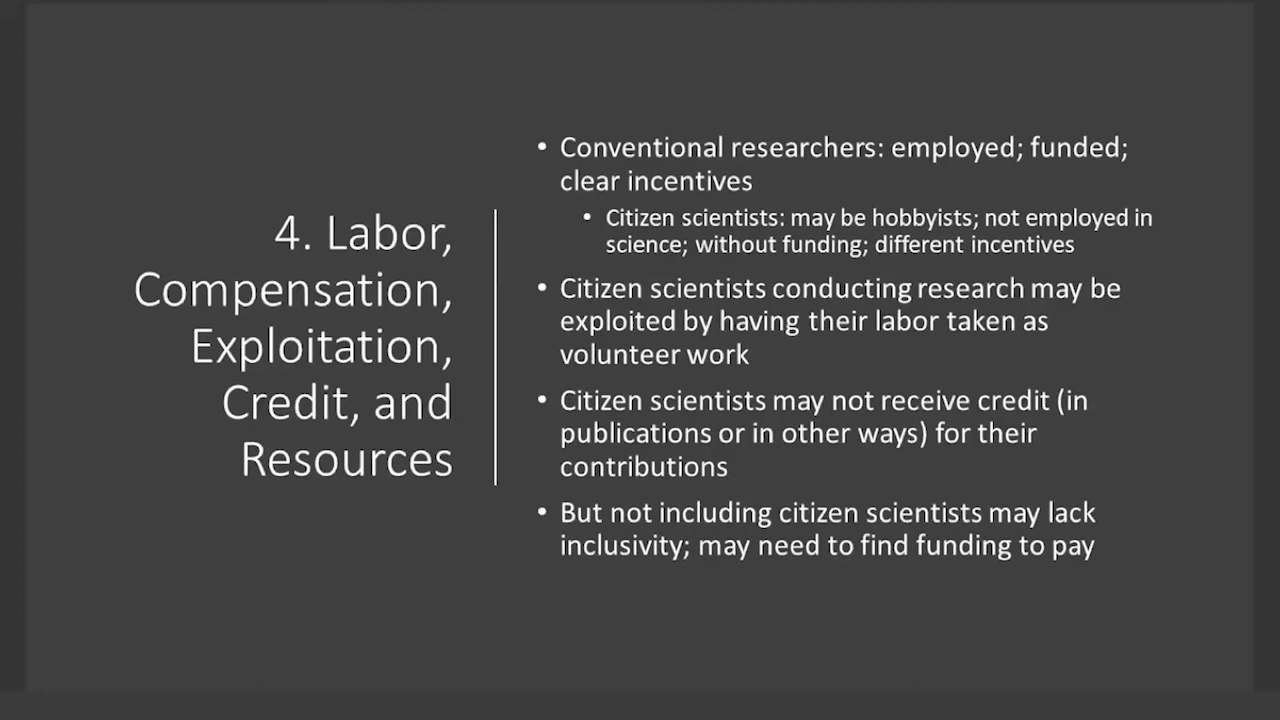 4. Labor,
Compensation,
Exploitation,
Credit, and
Resources
• Conventional researchers: employed; funded;
clear incentives
• Citizen scientists: may be hobbyists; not employed in
science; without funding; different incentives
• Citizen scientists conducting research may be
exploited by having their labor taken as
volunteer work
• Citizen scientists may not receive credit (in
publications or in other ways) for their
contributions
• But not including citizen scientists may lack
inclusivity; may need to find funding to pay